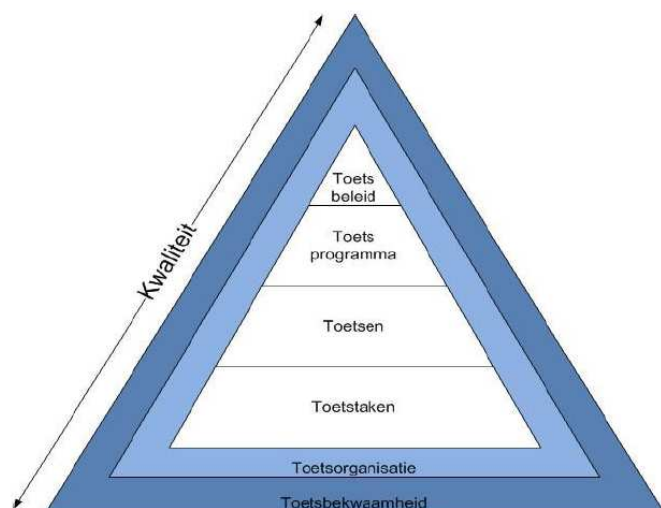 Kwaliteit
Toets
beleid
Toets
programma
Toetsen
Toetstaken
Toetsorganisatie
Toetsbekwaamheid